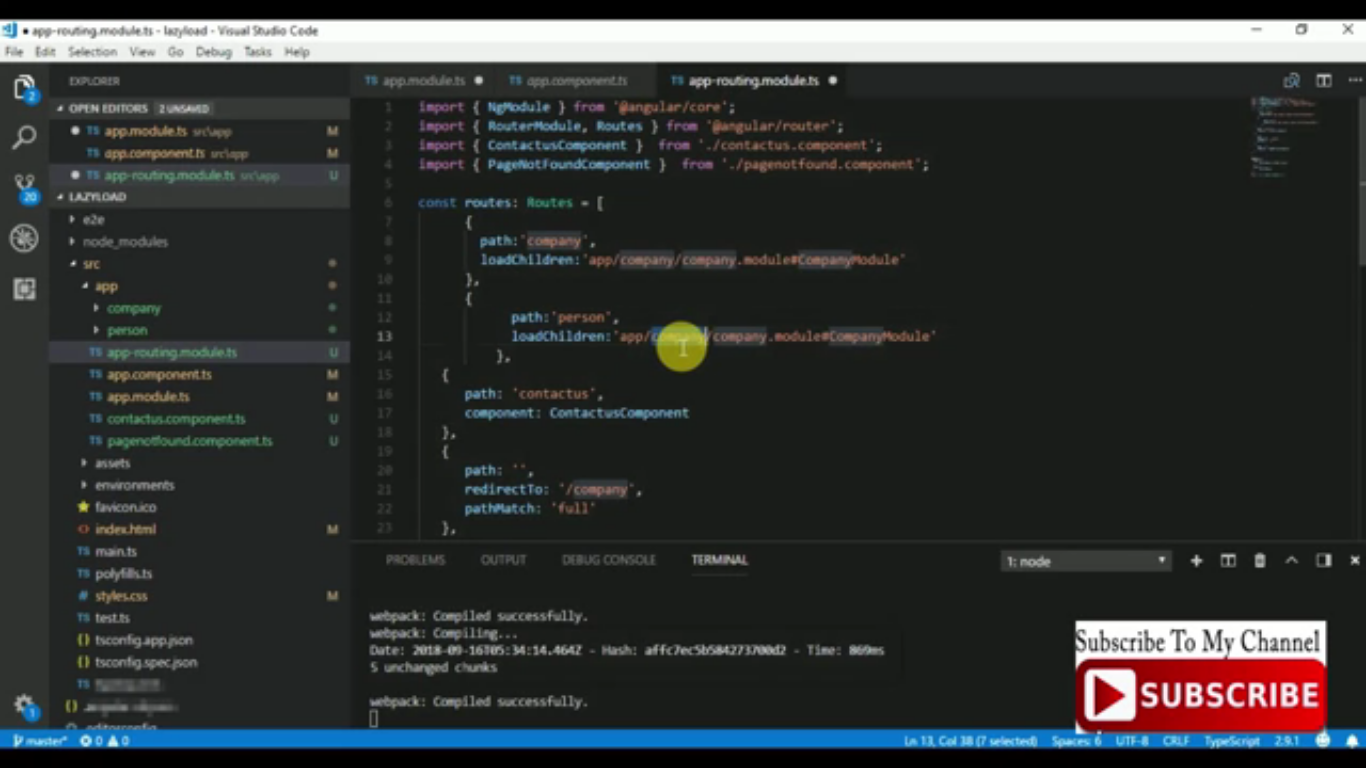 ● app-routing.module.ts - lazyload - Visual Studio Code
File Edit Selection View Go Debug Tasks Help
EXPLORER
OPEN EDITORS 2 UNSAVED
● TS app.module.ts src\app M
TS app.component.ts src\app M
● TS app-routing.module.ts src\app U
LAZYLOAD
e2e
node_modules
src
app
company
person
TS app-routing.module.ts U
TS app.component.ts M
TS app.module.ts M
TS contactus.component.ts U
TS pagenotfound.component.ts U
assets
environments
favicon.ico
index.html M
main.ts
polyfills.ts
styles.css M
test.ts
tsconfig.app.json
tsconfig.spec.json
.editorconfig
2
20
1
TS app.module.ts ● TS app.component.ts TS app-routing.module.ts ●
1 import { NgModule } from '@angular/core';
2 import { RouterModule, Routes } from '@angular/router';
3 import { ContactusComponent } from './contactus.component';
4 import { PageNotFoundComponent } from './pagenotfound.component';
5
6 const routes: Routes = [
7 {
8 path:'company',
9 loadChildren:'app/company/company.module#CompanyModule'
10 },
11 {
12 path:'person',
13 loadChildren:'app/company/company.module#CompanyModule'
14 },
15 {
16 path: 'contactus',
17 component: ContactusComponent
18 },
19 {
20 path: '',
21 redirectTo: '/company',
22 pathMatch: 'full'
23 },
PROBLEMS OUTPUT DEBUG CONSOLE TERMINAL 1: node
webpack: Compiled successfully.
webpack: Compiling...
Date: 2018-09-16T05:34:14.464Z - Hash: affc7ec5b584273700d2 - Time: 869ms
5 unchanged chunks
webpack: Compiled successfully.
Subscribe To My Channel
SUBSCRIBE
master* 0 0 Ln 13, Col 38 (7 selected) Spaces: 6 UTF-8 CRLF TypeScript 2.9.1